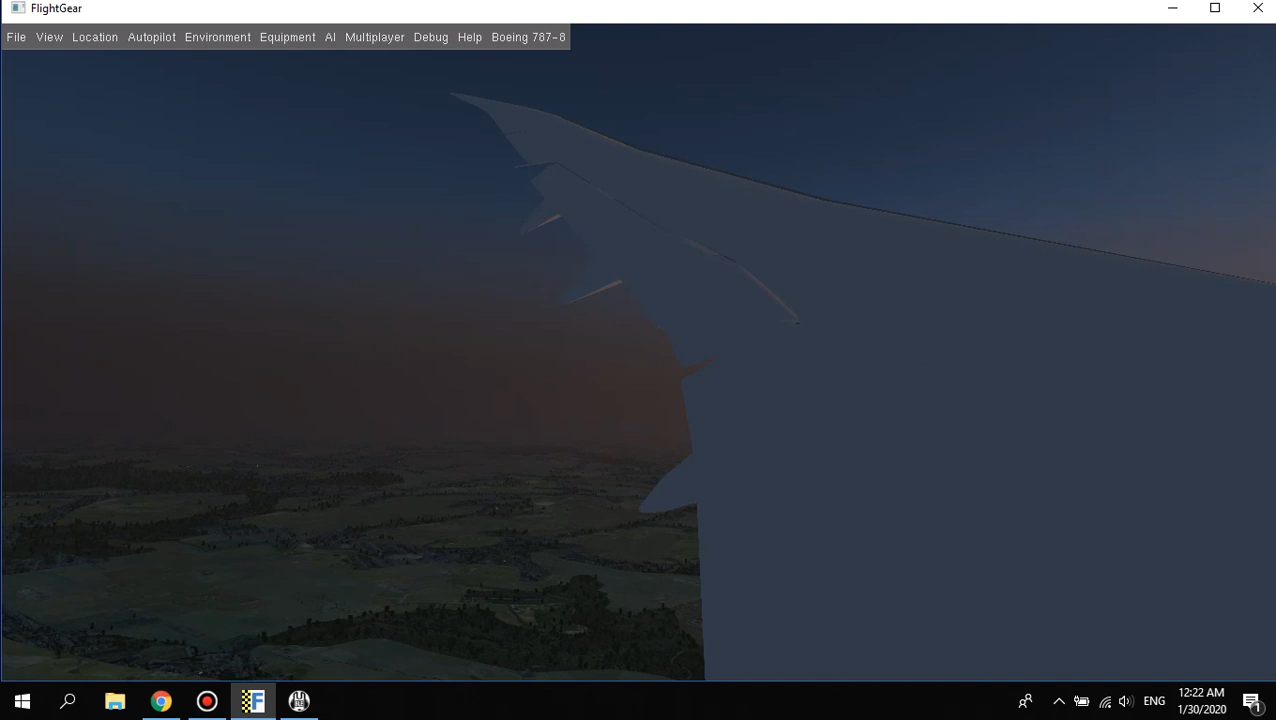 FlightGear
File View Location Autopilot Environment Equipment AI Multiplayer Debug Help Boeing 787-8
ENG
12:22 AM
1/30/2020
1